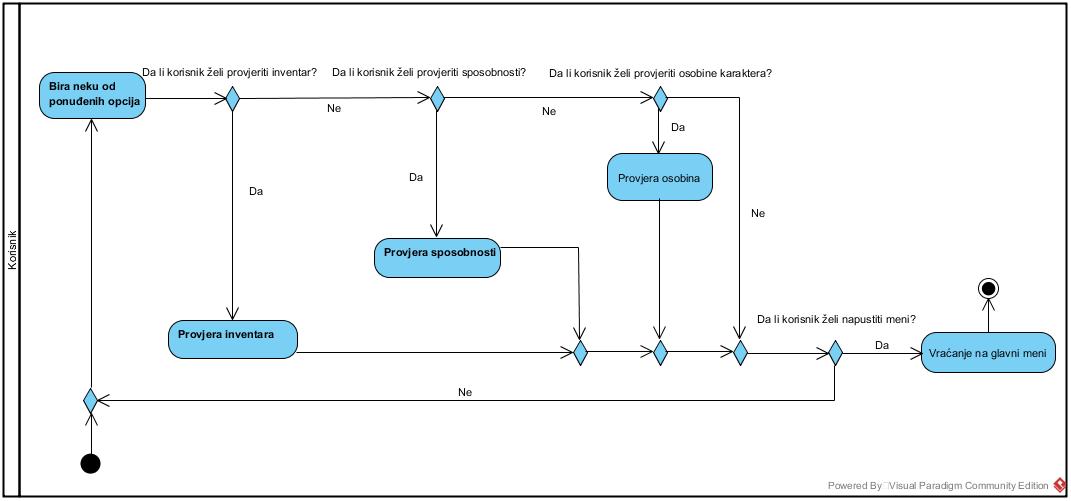 Korisnik
Da li korisnik želi provjeriti inventar?
Da li korisnik želi provjeriti sposobnosti?
Da li korisnik želi provjeriti osobine karaktera?
Bira neku od
ponuđenih opcija
Ne
Ne
Da
Da
Da
Provjera osobina
Ne
Provjera sposobnosti
Provjera inventara
Da li korisnik želi napustiti meni?
Da
Vraćanje na glavni meni
Ne
Powered By Visual Paradigm Community Edition